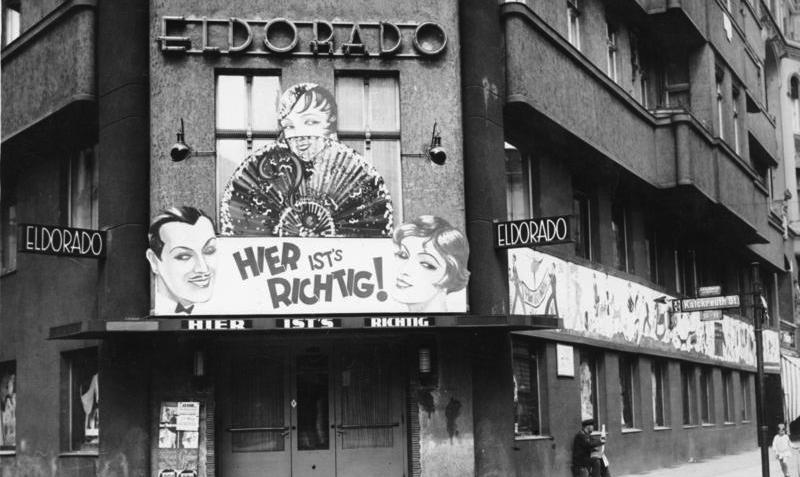 ELDORADO
ELDORADO
HIER IST'S
RICHTIG!
ELDORADO
HIER IST'S RICHTIG
Kalckreuth St.